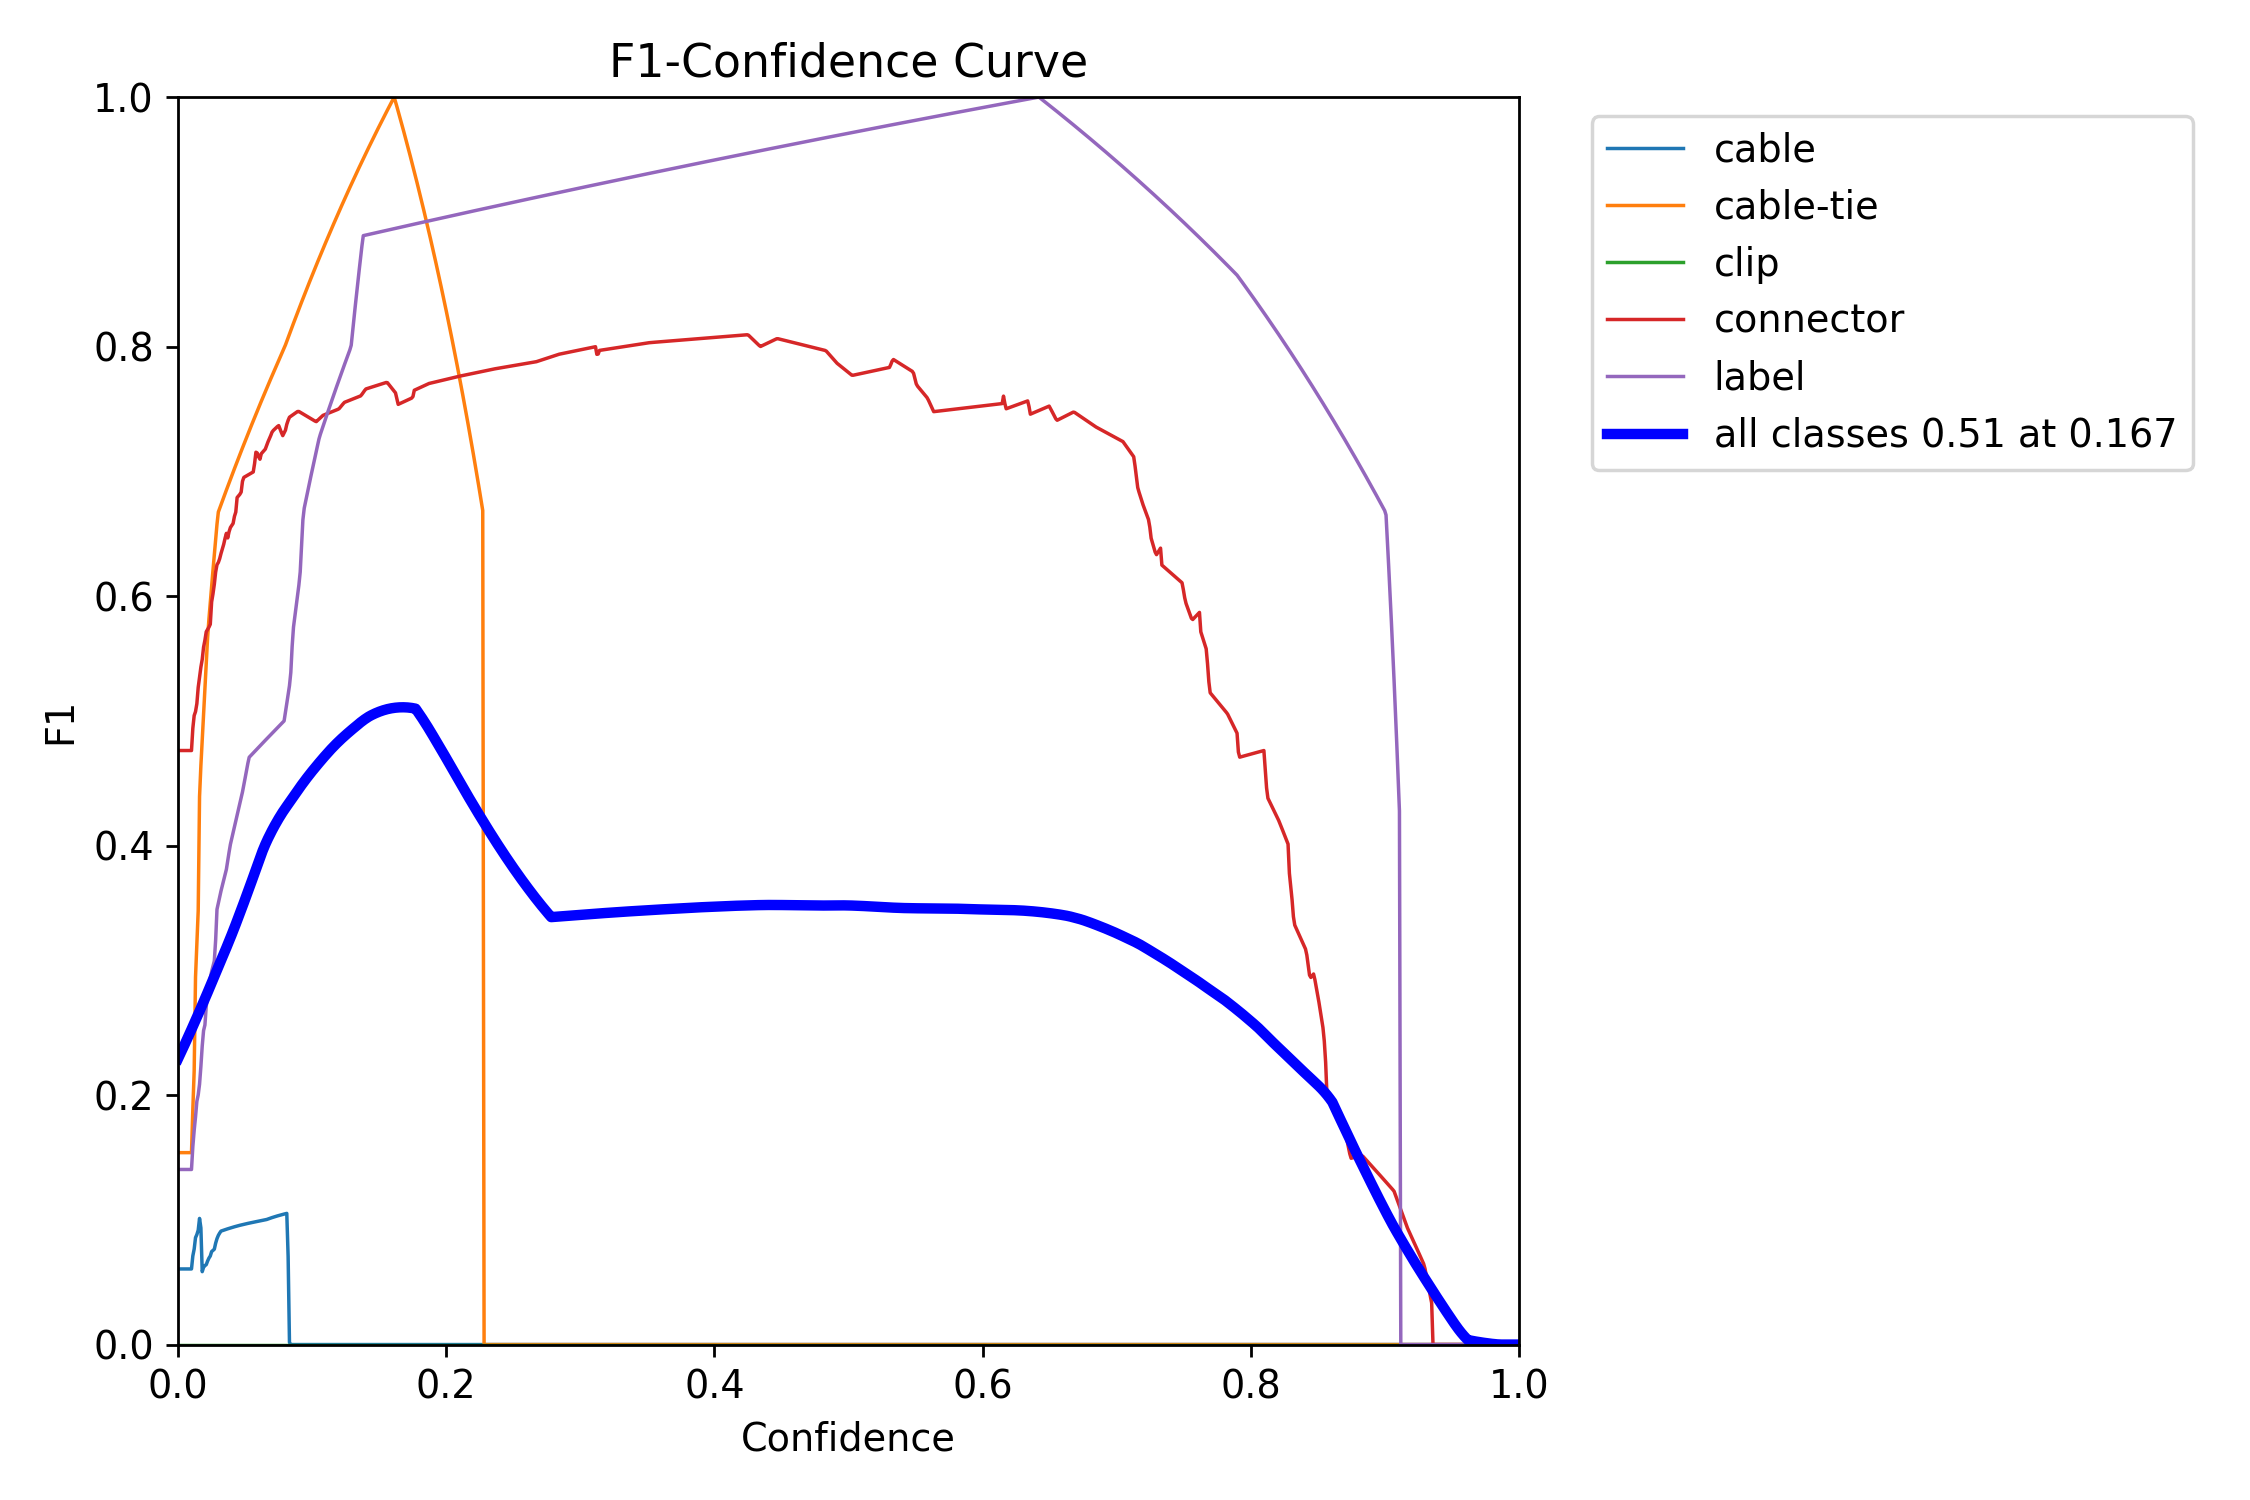 F1-Confidence Curve
1.0
0.8
0.6
0.4
0.2
0.0
F1
0.0 0.2 0.4 0.6 0.8 1.0
Confidence
cable
cable-tie
clip
connector
label
all classes 0.51 at 0.167